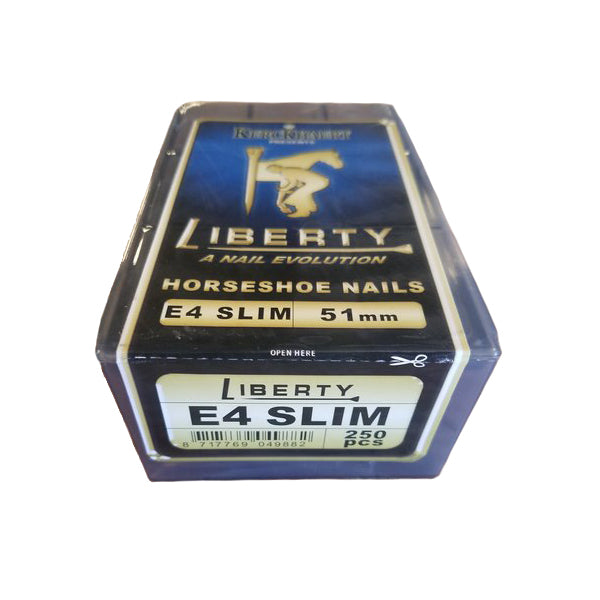 KERCKHAERT
PRESENTS
LIBERTY
A NAIL EVOLUTION
HORSESHOE NAILS
E4 SLIM 51mm
OPEN HERE
LIBERTY
E4 SLIM
250
pcs
8 717769 049882